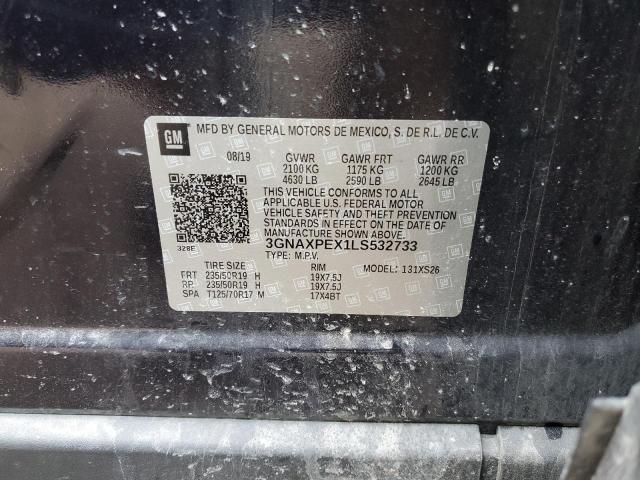 GM
MFD BY GENERAL MOTORS DE MEXICO, S. DE R.L. DE C.V.
08/19 GVWR GAWR FRT GAWR RR
2100 KG 1175 KG 1200 KG
4630 LB 2590 LB 2645 LB
THIS VEHICLE CONFORMS TO ALL
APPLICABLE U.S. FEDERAL MOTOR
VEHICLE SAFETY AND THEFT PREVENTION
STANDARDS IN EFFECT ON THE DATE OF
MANUFACTURE SHOWN ABOVE.
3GNAXPEX1LS532733
328E
TYPE: M.P.V.
TIRE SIZE RIM MODEL: 131XS26
FRT 235/50R19 H 19X7.5J
RR 235/50R19 H 19X7.5J
SPA T125/70R17 M 17X4BT